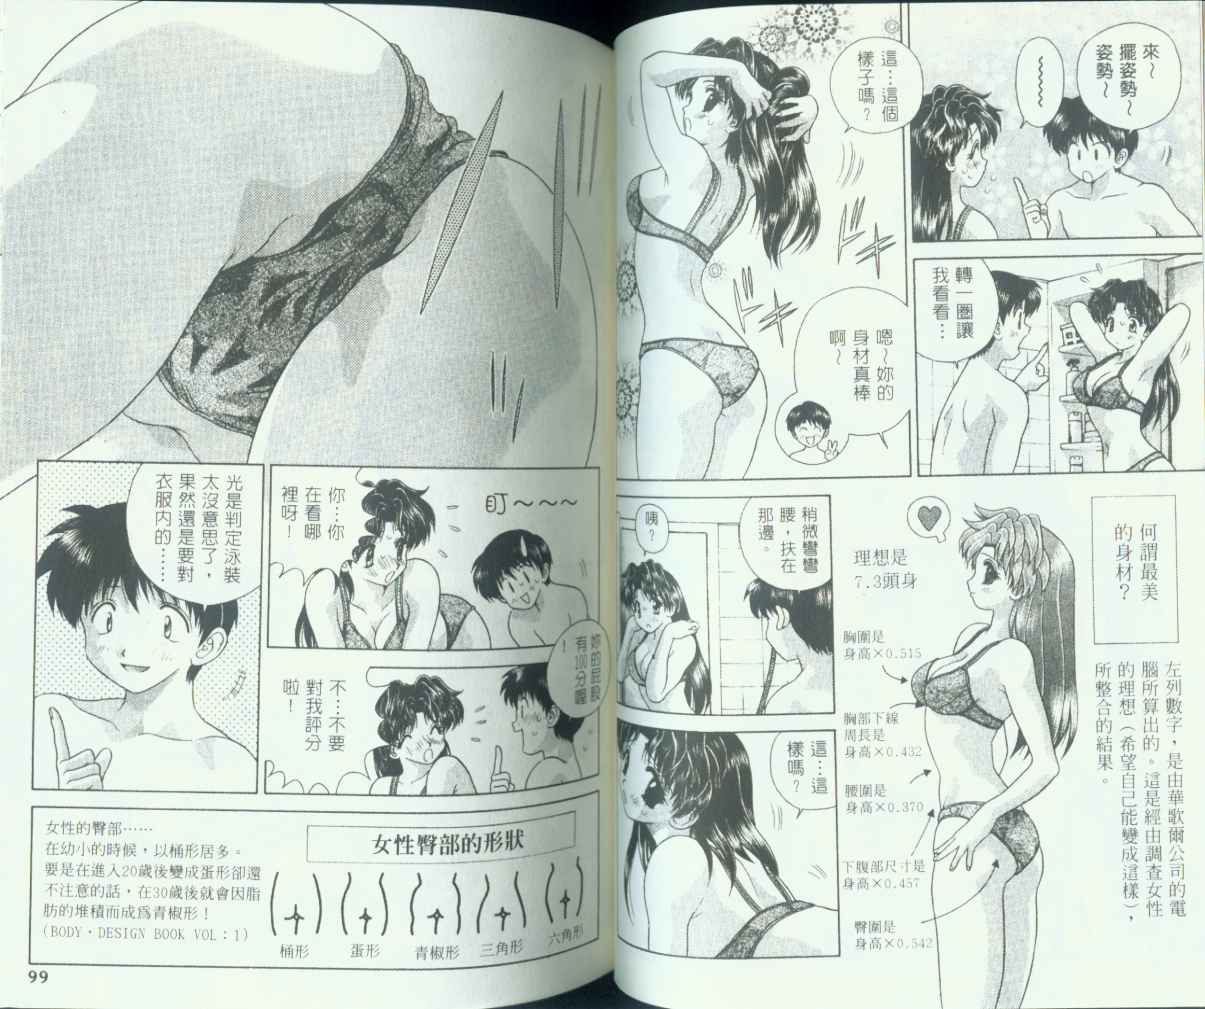 來～
擺姿勢～
姿勢～
這…這個
樣子嗎？
轉一圈讓
我看看…
嗯～妳的
身材真棒
啊～
何謂最美
的身材？
左列數字，是由華歌爾公司的電
腦所算出的。這是經由調查女性
的理想（希望自己能變成這樣），
所整合的結果。
理想是
7.3頭身
胸圍是
身高×0.515
胸部下線
周長是
身高×0.432
腰圍是
身高×0.370
下腹部尺寸是
身高×0.457
臀圍是
身高×0.542
稍微彎彎
腰，扶在
那邊。
咦？
這…這
樣嗎？
盯～～～
你…你
在看哪
裡呀！
妳的屁股
有100分喔
！
不…不要
對我評分
啦！
光是判定泳裝
太沒意思了，
果然還是要對
衣服內的……
女性臀部的形狀
桶形
蛋形
青椒形
三角形
六角形
女性的臀部……
在幼小的時候，以桶形居多。
要是在進入20歲後變成蛋形卻還
不注意的話，在30歲後就會因脂
肪的堆積而成為青椒形！
(BODY・DESIGN BOOK VOL：1)
99